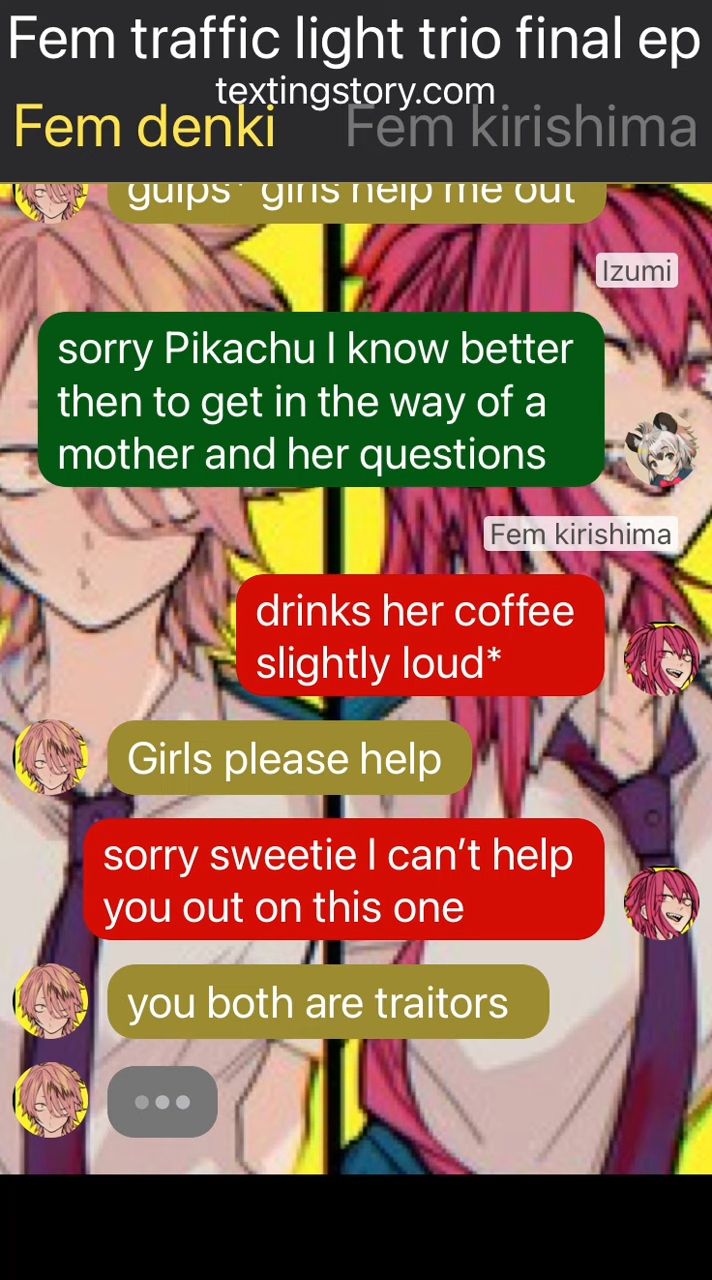 Fem traffic light trio final ep
textingstory.com
Fem denki
Fem kirishima
gulps* girls help me out
Izumi
sorry Pikachu I know better
then to get in the way of a
mother and her questions
Fem kirishima
drinks her coffee
slightly loud*
Girls please help
sorry sweetie I can’t help
you out on this one
you both are traitors